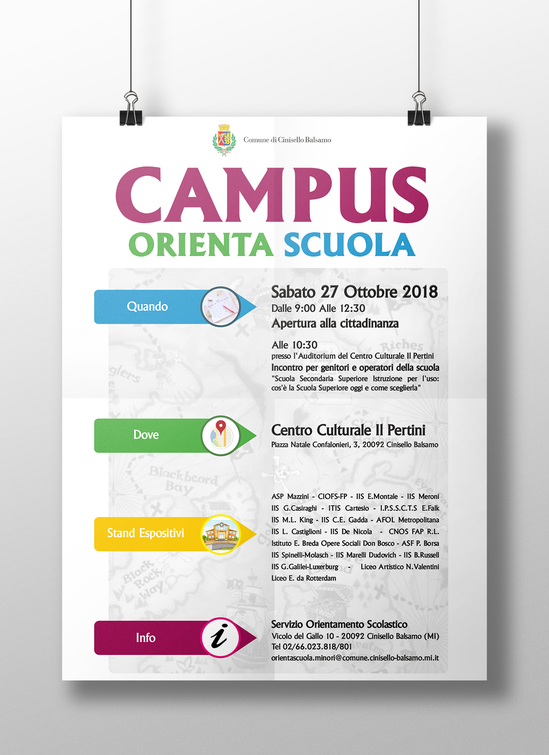 Comune di Cinisello Balsamo
CAMPUS
ORIENTA SCUOLA
Quando
Sabato 27 Ottobre 2018
Dalle 9:00 Alle 12:30
Apertura alla cittadinanza
Alle 10:30
presso l'Auditorium del Centro Culturale Il Pertini
Incontro per genitori e operatori della scuola
"Scuola Secondaria Superiore Istruzione per l'uso:
cos'è la Scuola Superiore oggi e come sceglierla"
Riches
glers
Dove
Centro Culturale Il Pertini
Piazza Natale Confalonieri, 3, 20092 Cinisello Balsamo
Blackbeard
Bay
Stand Espositivi
ASP Mazzini - CIOFS-FP - IIS E.Montale - IIS Meroni
IIS G.Casiraghi - ITIS Cartesio - I.P.S.S.C.T.S E.Falk
IIS M.L. King - IIS C.E. Gadda - AFOL Metropolitana
IIS L. Castiglioni - IIS De Nicola - CNOS FAP R.L.
Istituto E. Breda Opere Sociali Don Bosco - ASF P. Borsa
IIS Spinelli-Molasch - IIS Marelli Dudovich - IIS B.Russell
IIS G.Galilei-Luxerburg - Liceo Artistico N.Valentini
Liceo E. da Rotterdam
Block
Rock
Bay
Info
i
Servizio Orientamento Scolastico
Vicolo del Gallo 10 - 20092 Cinisello Balsamo (MI)
Tel 02/66.023.818/801
orientascuola.minori@comune.cinisello-balsamo.mi.it